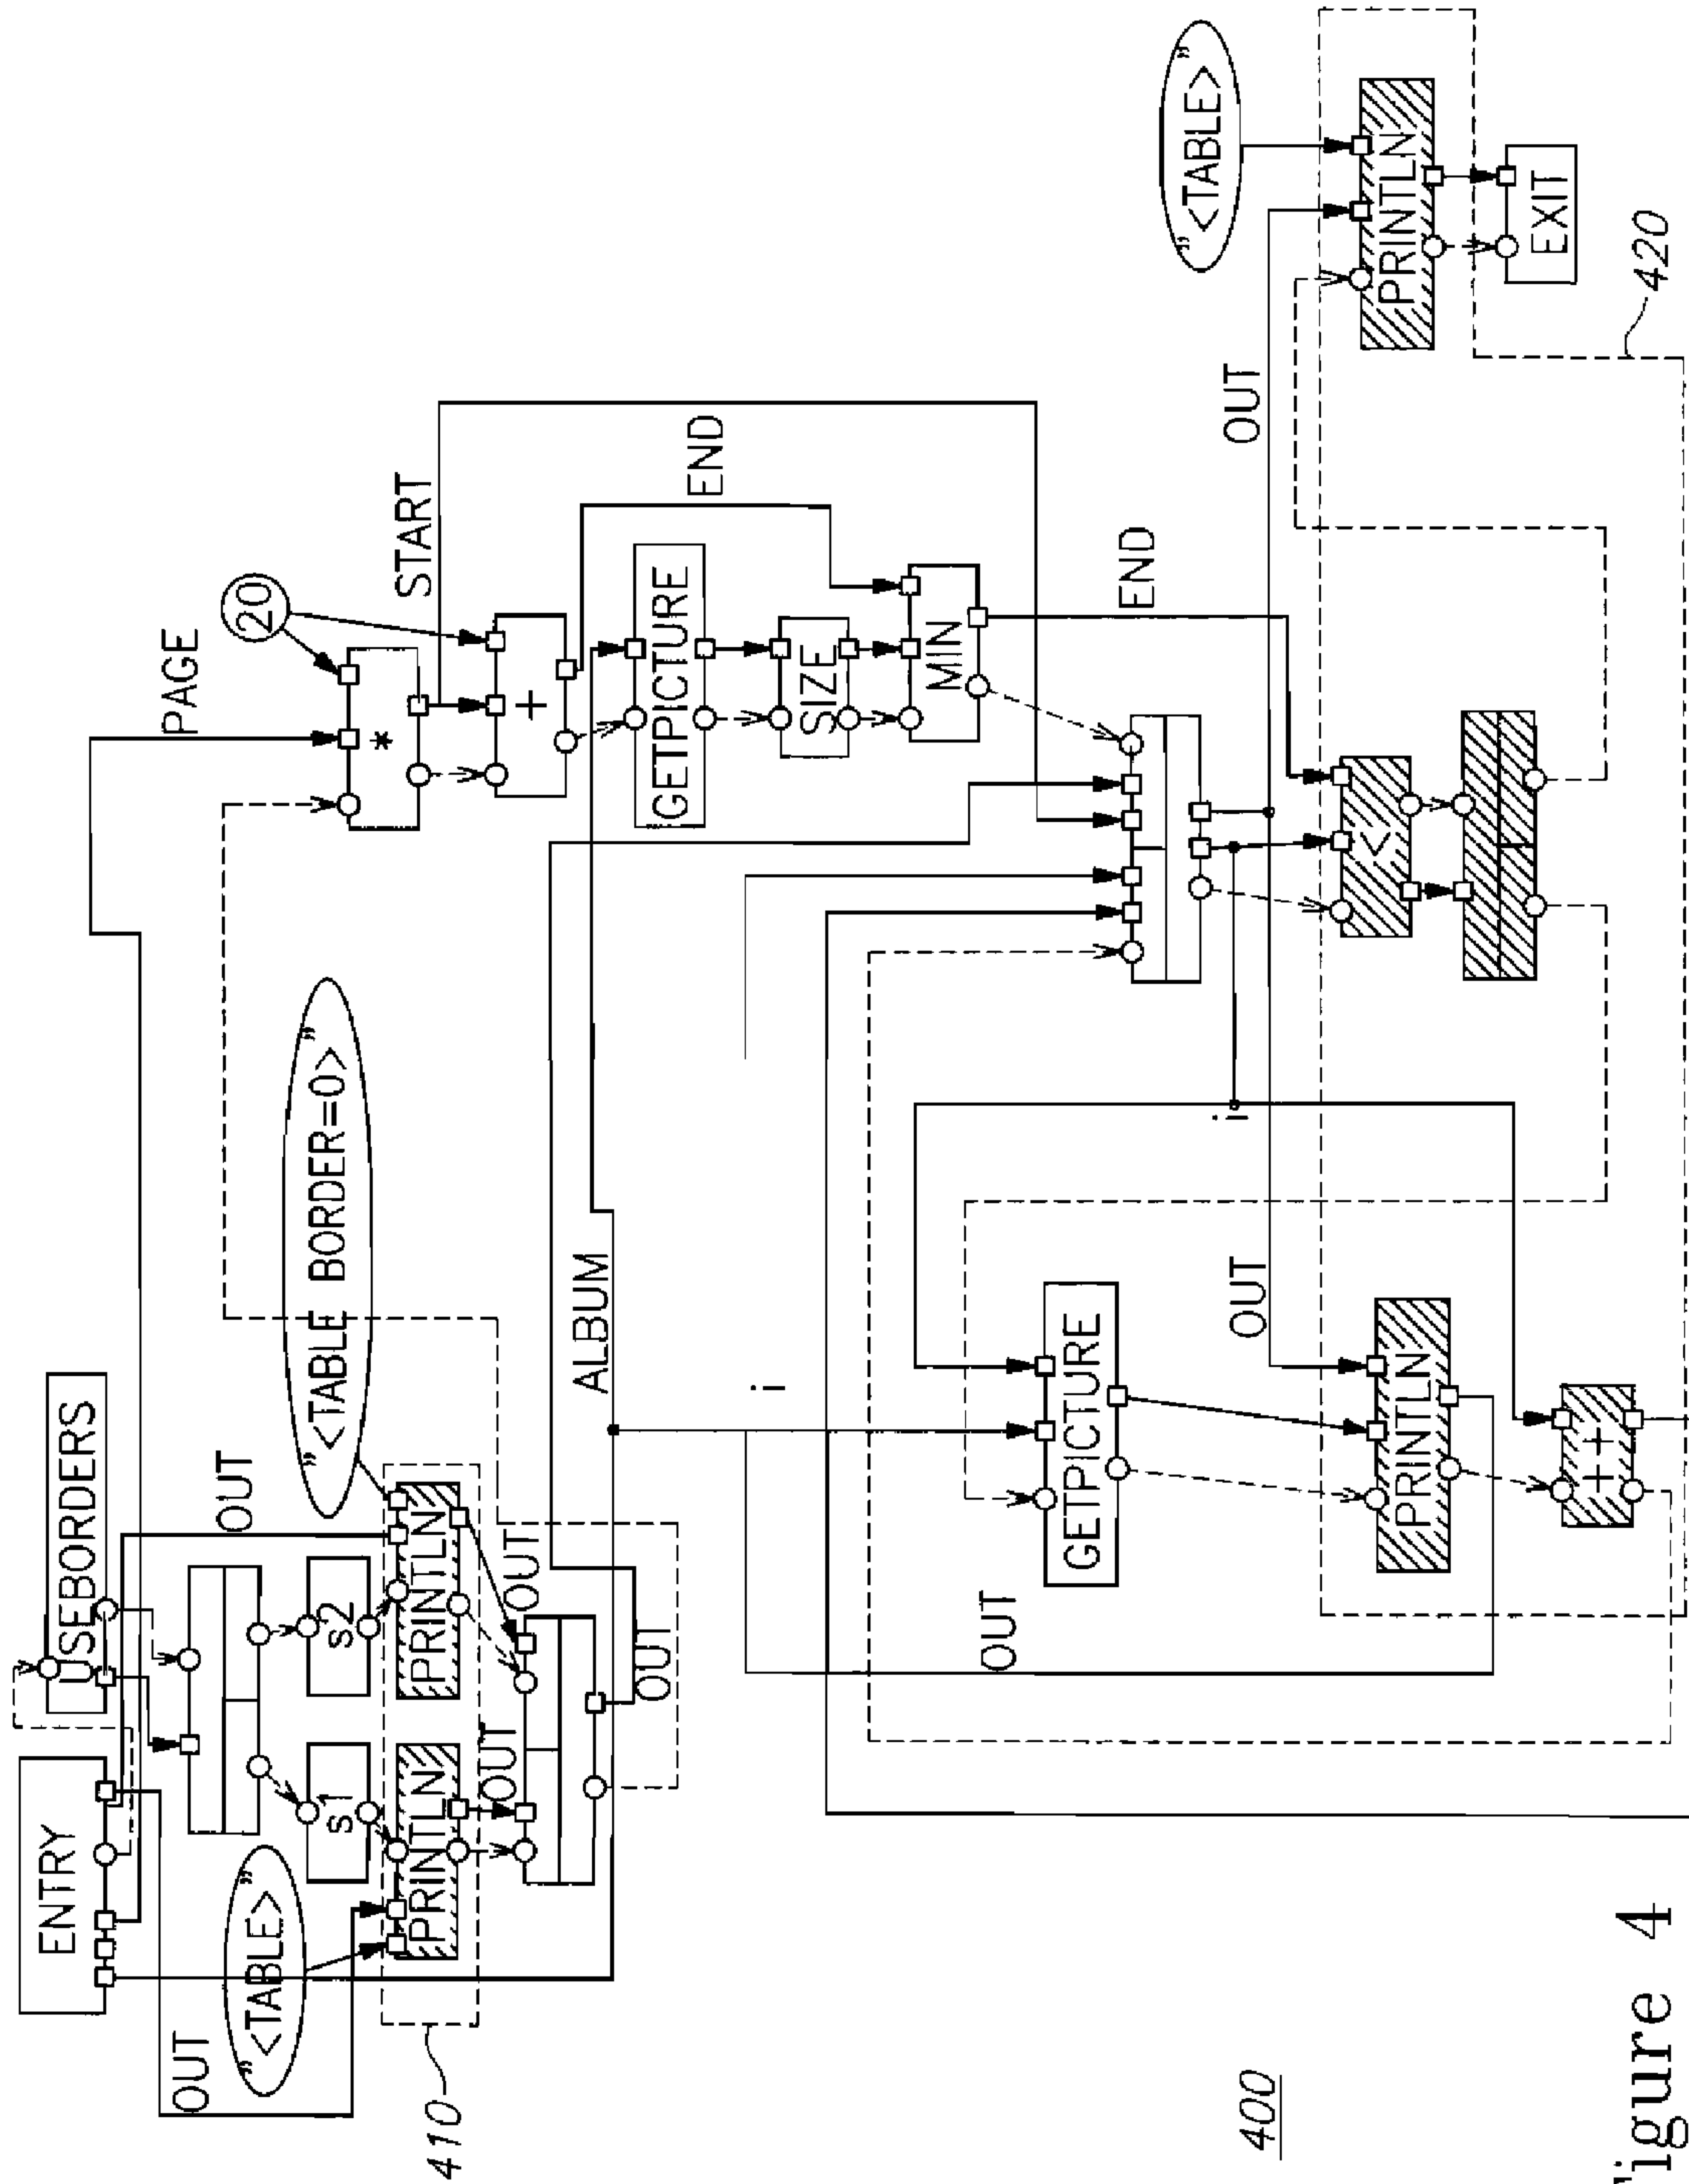 ENTRY
USEBORDERS
PAGE
OUT
"<TABLE>"
s1
s2
OUT
"<TABLE BORDER=0>"
20
*
START
410
PRINTLN
PRINTLN
OUT
OUT
+
OUT
ALBUM
GETPICTURE
END
SIZE
i
MIN
OUT
END
GETPICTURE
"<TABLE>"
400
i
OUT
OUT
<
PRINTLN
PRINTLN
++
EXIT
420
igure 4